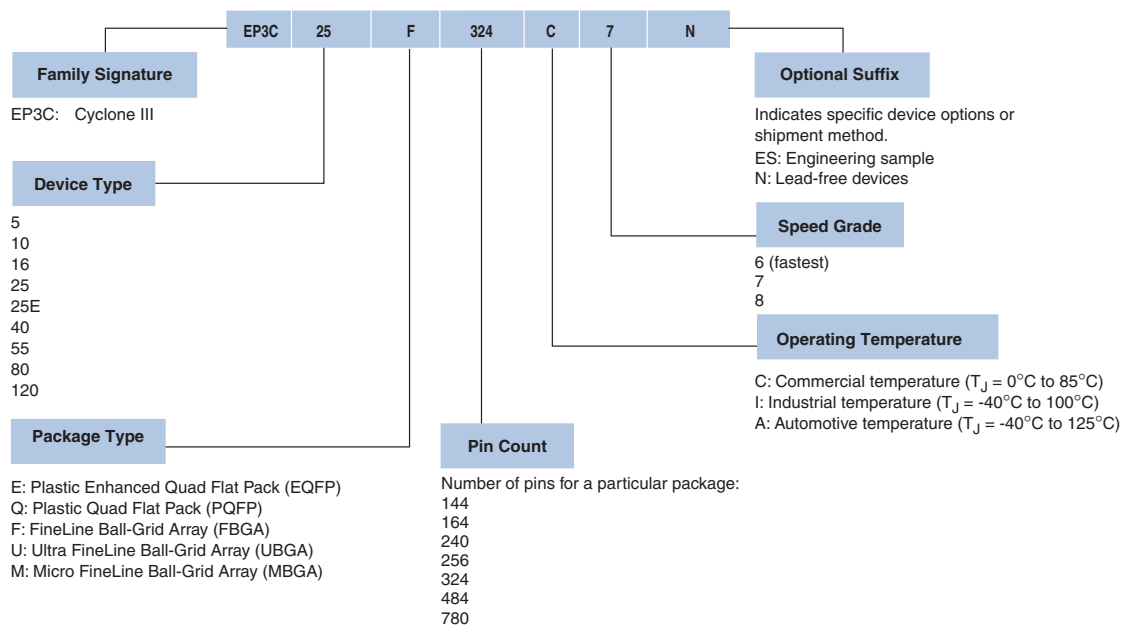 EP3C 25 F 324 C 7 N
Family Signature
EP3C: Cyclone III
Device Type
5
10
16
25
25E
40
55
80
120
Package Type
E: Plastic Enhanced Quad Flat Pack (EQFP)
Q: Plastic Quad Flat Pack (PQFP)
F: FineLine Ball-Grid Array (FBGA)
U: Ultra FineLine Ball-Grid Array (UBGA)
M: Micro FineLine Ball-Grid Array (MBGA)
Pin Count
Number of pins for a particular package:
144
164
240
256
324
484
780
Optional Suffix
Indicates specific device options or
shipment method.
ES: Engineering sample
N: Lead-free devices
Speed Grade
6 (fastest)
7
8
Operating Temperature
C: Commercial temperature (TJ = 0°C to 85°C)
I: Industrial temperature (TJ = -40°C to 100°C)
A: Automotive temperature (TJ = -40°C to 125°C)